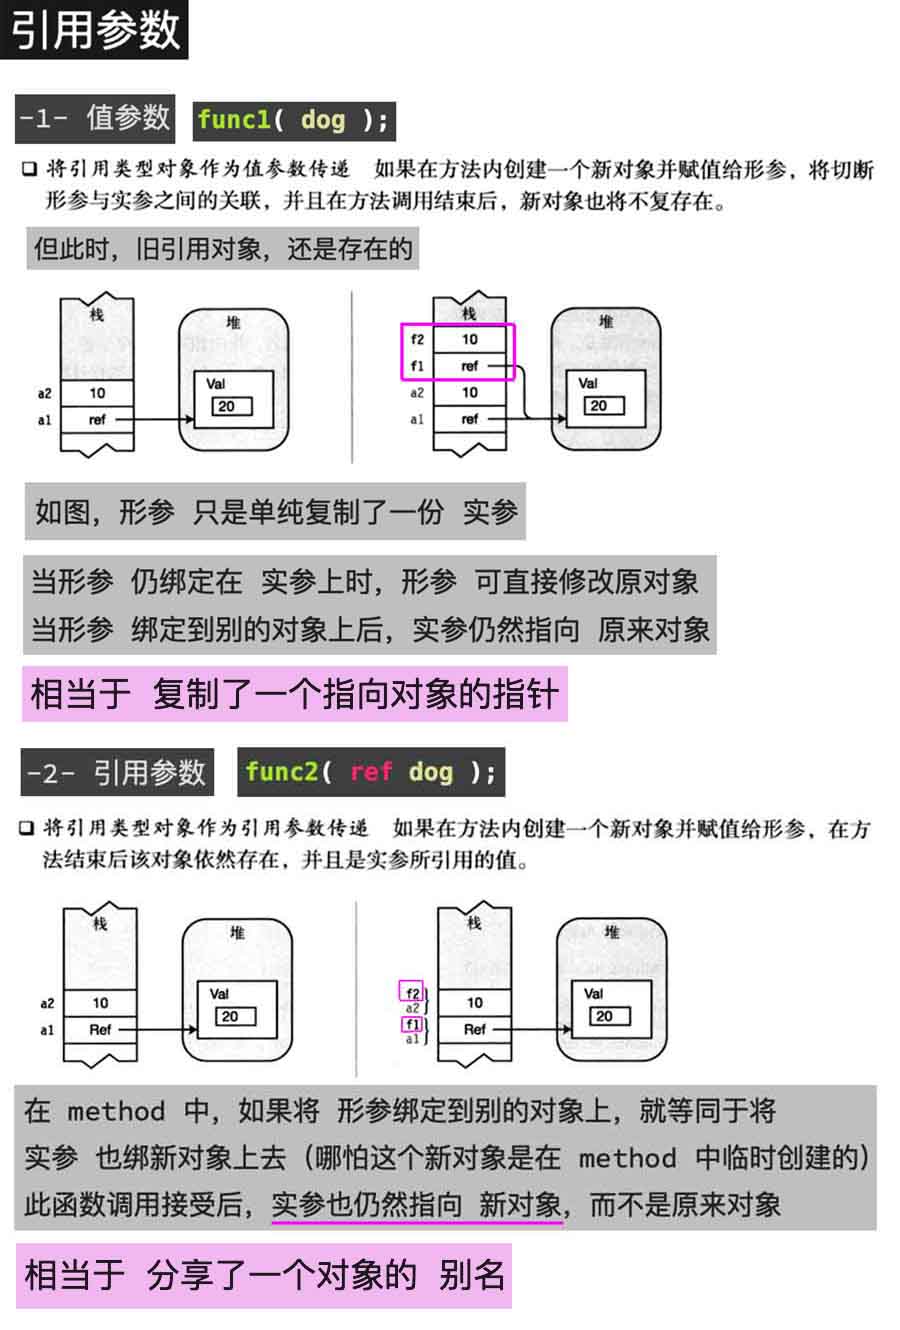 引用参数
-1- 值参数 func1( dog );
❑ 将引用类型对象作为值参数传递 如果在方法内创建一个新对象并赋值给形参，将切断
形参与实参之间的关联，并且在方法调用结束后，新对象也将不复存在。
但此时，旧引用对象，还是存在的
栈
堆
Val
20
a2 10
a1 ref
栈
堆
f2 10
f1 ref
a2 10
a1 ref
Val
20
如图，形参 只是单纯复制了一份 实参
当形参 仍绑定在 实参上时，形参 可直接修改原对象
当形参 绑定到别的对象上后，实参仍然指向 原来对象
相当于 复制了一个指向对象的指针
-2- 引用参数 func2( ref dog );
❑ 将引用类型对象作为引用参数传递 如果在方法内创建一个新对象并赋值给形参，在方
法结束后该对象依然存在，并且是实参所引用的值。
栈
堆
Val
20
a2 10
a1 Ref
栈
堆
f2
a2 10
f1
a1 Ref
Val
20
在 method 中，如果将 形参绑定到别的对象上，就等同于将
实参 也绑新对象上去（哪怕这个新对象是在 method 中临时创建的）
此函数调用接受后，实参也仍然指向 新对象，而不是原来对象
相当于 分享了一个对象的 别名